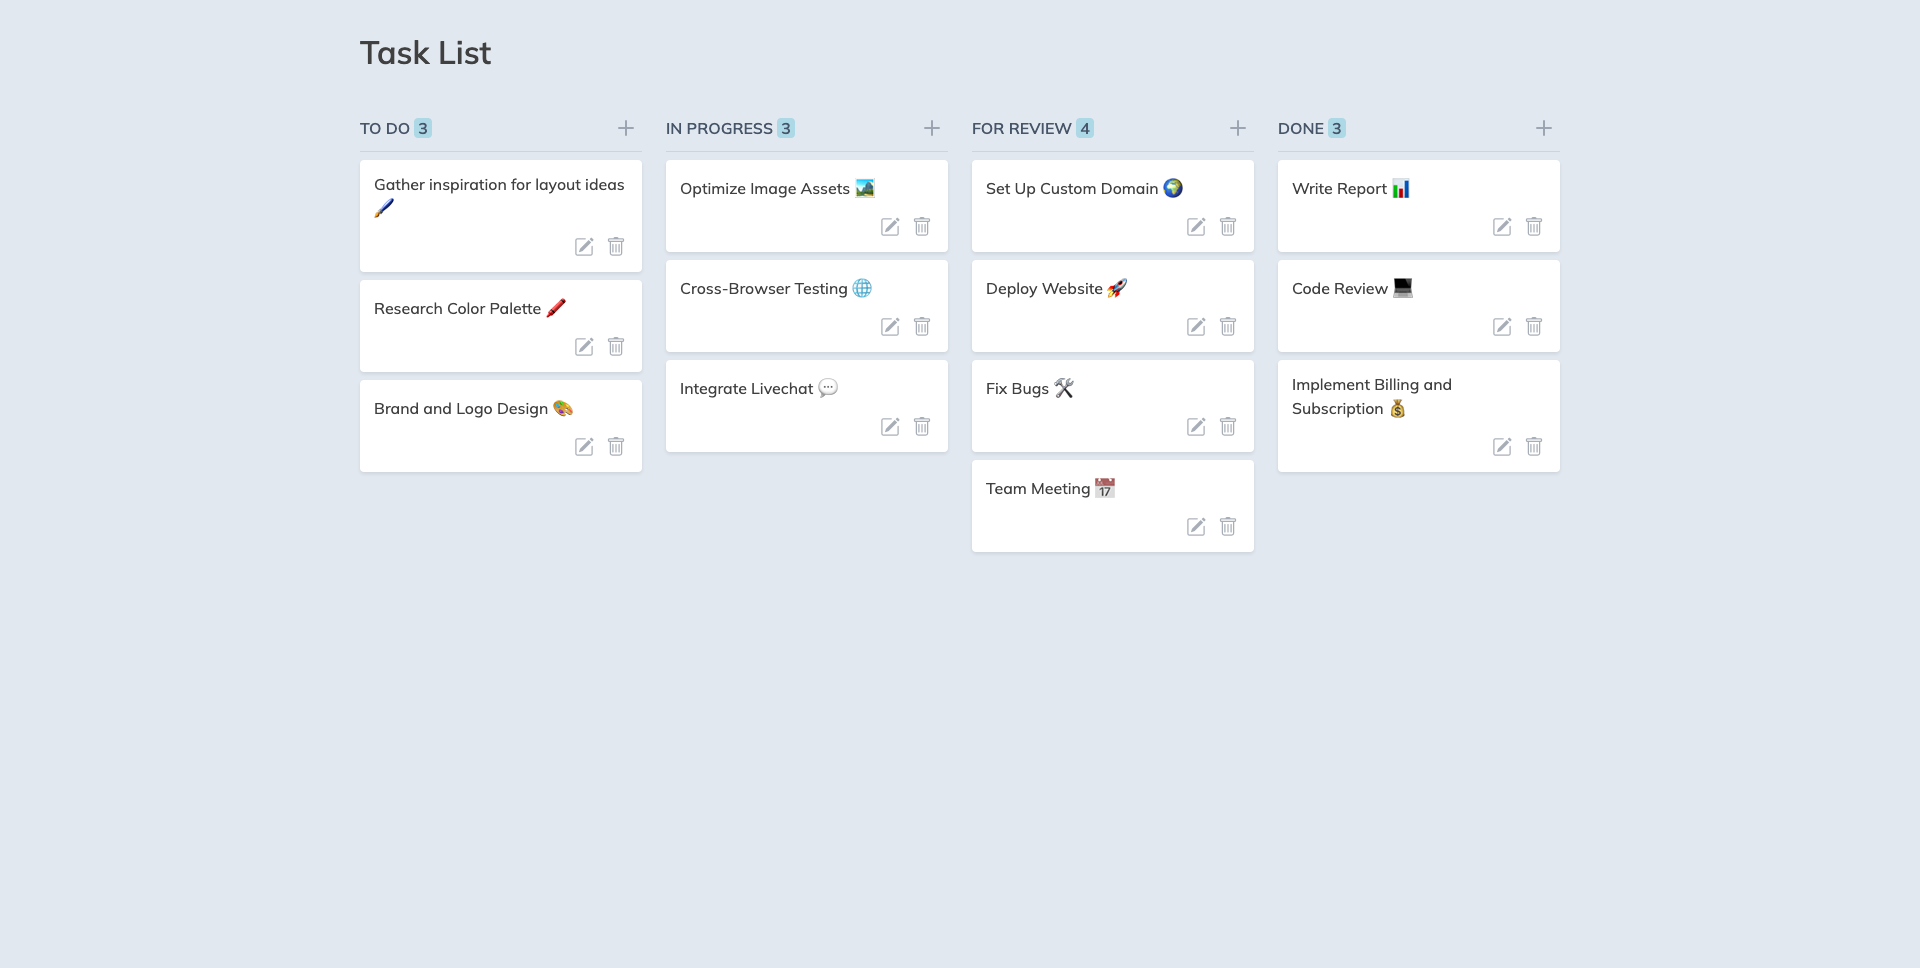 Task List
TO DO 3
Gather inspiration for layout ideas
🖌️
Research Color Palette 🖍️
Brand and Logo Design 🎨
IN PROGRESS 3
Optimize Image Assets 🏞️
Cross-Browser Testing 🌐
Integrate Livechat 💬
FOR REVIEW 4
Set Up Custom Domain 🌍
Deploy Website 🚀
Fix Bugs 🛠️
Team Meeting 📅
DONE 3
Write Report 📊
Code Review 💻
Implement Billing and
Subscription 💰